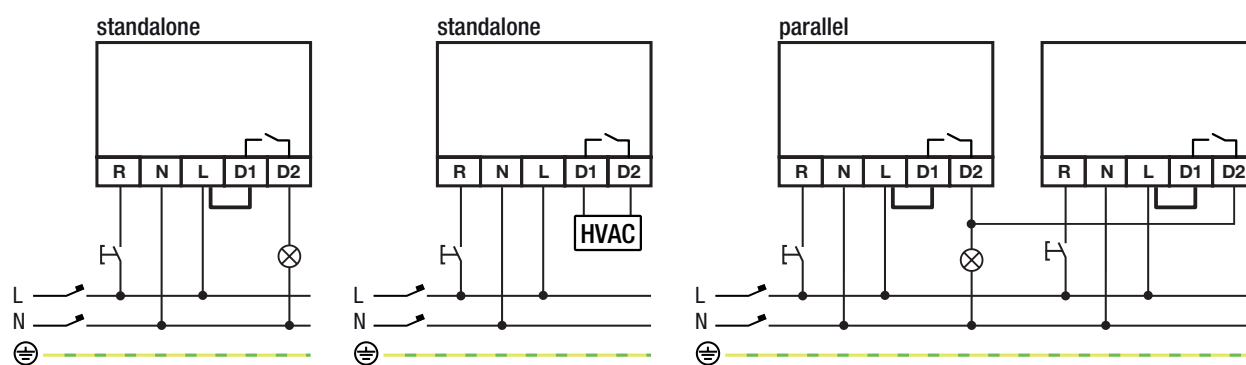 standalone
R N L D1 D2
L
N
standalone
R N L D1 D2
HVAC
L
N
parallel
R N L D1 D2
R N L D1 D2
L
N